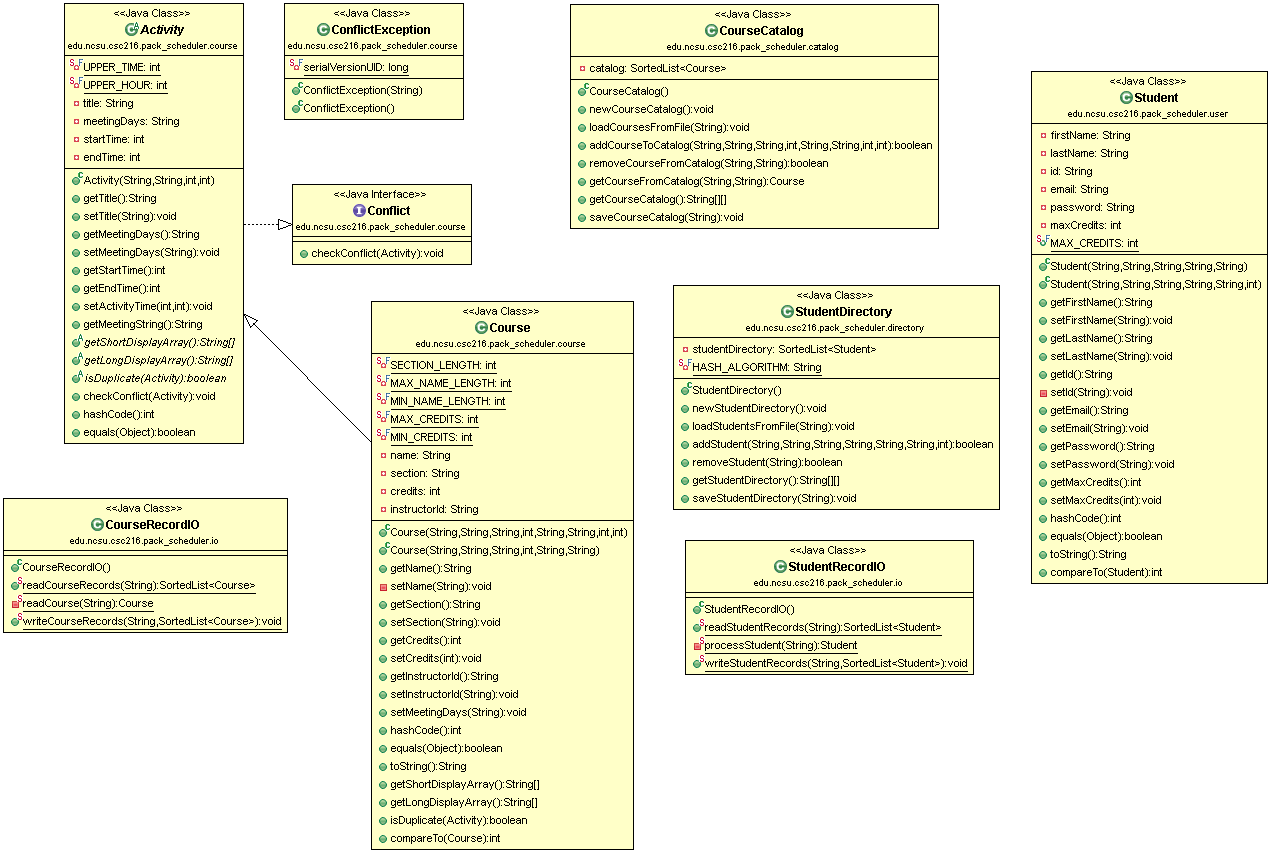 <<Java Class>>
Activity
edu.ncsu.csc216.pack_scheduler.course
UPPER_TIME: int
UPPER_HOUR: int
title: String
meetingDays: String
startTime: int
endTime: int
Activity(String,String,int,int)
getTitle():String
setTitle(String):void
getMeetingDays():String
setMeetingDays(String):void
getStartTime():int
getEndTime():int
setActivityTime(int,int):void
getMeetingString():String
getShortDisplayArray():String[]
getLongDisplayArray():String[]
isDuplicate(Activity):boolean
checkConflict(Activity):void
hashCode():int
equals(Object):boolean
<<Java Class>>
ConflictException
edu.ncsu.csc216.pack_scheduler.course
serialVersionUID: long
ConflictException(String)
ConflictException()
<<Java Interface>>
Conflict
edu.ncsu.csc216.pack_scheduler.course
checkConflict(Activity):void
<<Java Class>>
CourseCatalog
edu.ncsu.csc216.pack_scheduler.catalog
catalog: SortedList<Course>
CourseCatalog()
newCourseCatalog():void
loadCoursesFromFile(String):void
addCourseToCatalog(String,String,String,int,String,String,int,int):boolean
removeCourseFromCatalog(String,String):boolean
getCourseFromCatalog(String,String):Course
getCourseCatalog():String[][]
saveCourseCatalog(String):void
<<Java Class>>
Student
edu.ncsu.csc216.pack_scheduler.user
firstName: String
lastName: String
id: String
email: String
password: String
maxCredits: int
MAX_CREDITS: int
Student(String,String,String,String,String)
Student(String,String,String,String,String,int)
getFirstName():String
setFirstName(String):void
getLastName():String
setLastName(String):void
getId():String
setId(String):void
getEmail():String
setEmail(String):void
getPassword():String
setPassword(String):void
getMaxCredits():int
setMaxCredits(int):void
hashCode():int
equals(Object):boolean
toString():String
compareTo(Student):int
<<Java Class>>
Course
edu.ncsu.csc216.pack_scheduler.course
SECTION_LENGTH: int
MAX_NAME_LENGTH: int
MIN_NAME_LENGTH: int
MAX_CREDITS: int
MIN_CREDITS: int
name: String
section: String
credits: int
instructorId: String
Course(String,String,String,int,String,String,int,int)
Course(String,String,String,int,String,String)
getName():String
setName(String):void
getSection():String
setSection(String):void
getCredits():int
setCredits(int):void
getInstructorId():String
setInstructorId(String):void
setMeetingDays(String):void
hashCode():int
equals(Object):boolean
toString():String
getShortDisplayArray():String[]
getLongDisplayArray():String[]
isDuplicate(Activity):boolean
compareTo(Course):int
<<Java Class>>
StudentDirectory
edu.ncsu.csc216.pack_scheduler.directory
studentDirectory: SortedList<Student>
HASH_ALGORITHM: String
StudentDirectory()
newStudentDirectory():void
loadStudentsFromFile(String):void
addStudent(String,String,String,String,String,String,int):boolean
removeStudent(String):boolean
getStudentDirectory():String[][]
saveStudentDirectory(String):void
<<Java Class>>
CourseRecordIO
edu.ncsu.csc216.pack_scheduler.io
CourseRecordIO()
readCourseRecords(String):SortedList<Course>
readCourse(String):Course
writeCourseRecords(String,SortedList<Course>):void
<<Java Class>>
StudentRecordIO
edu.ncsu.csc216.pack_scheduler.io
StudentRecordIO()
readStudentRecords(String):SortedList<Student>
processStudent(String):Student
writeStudentRecords(String,SortedList<Student>):void